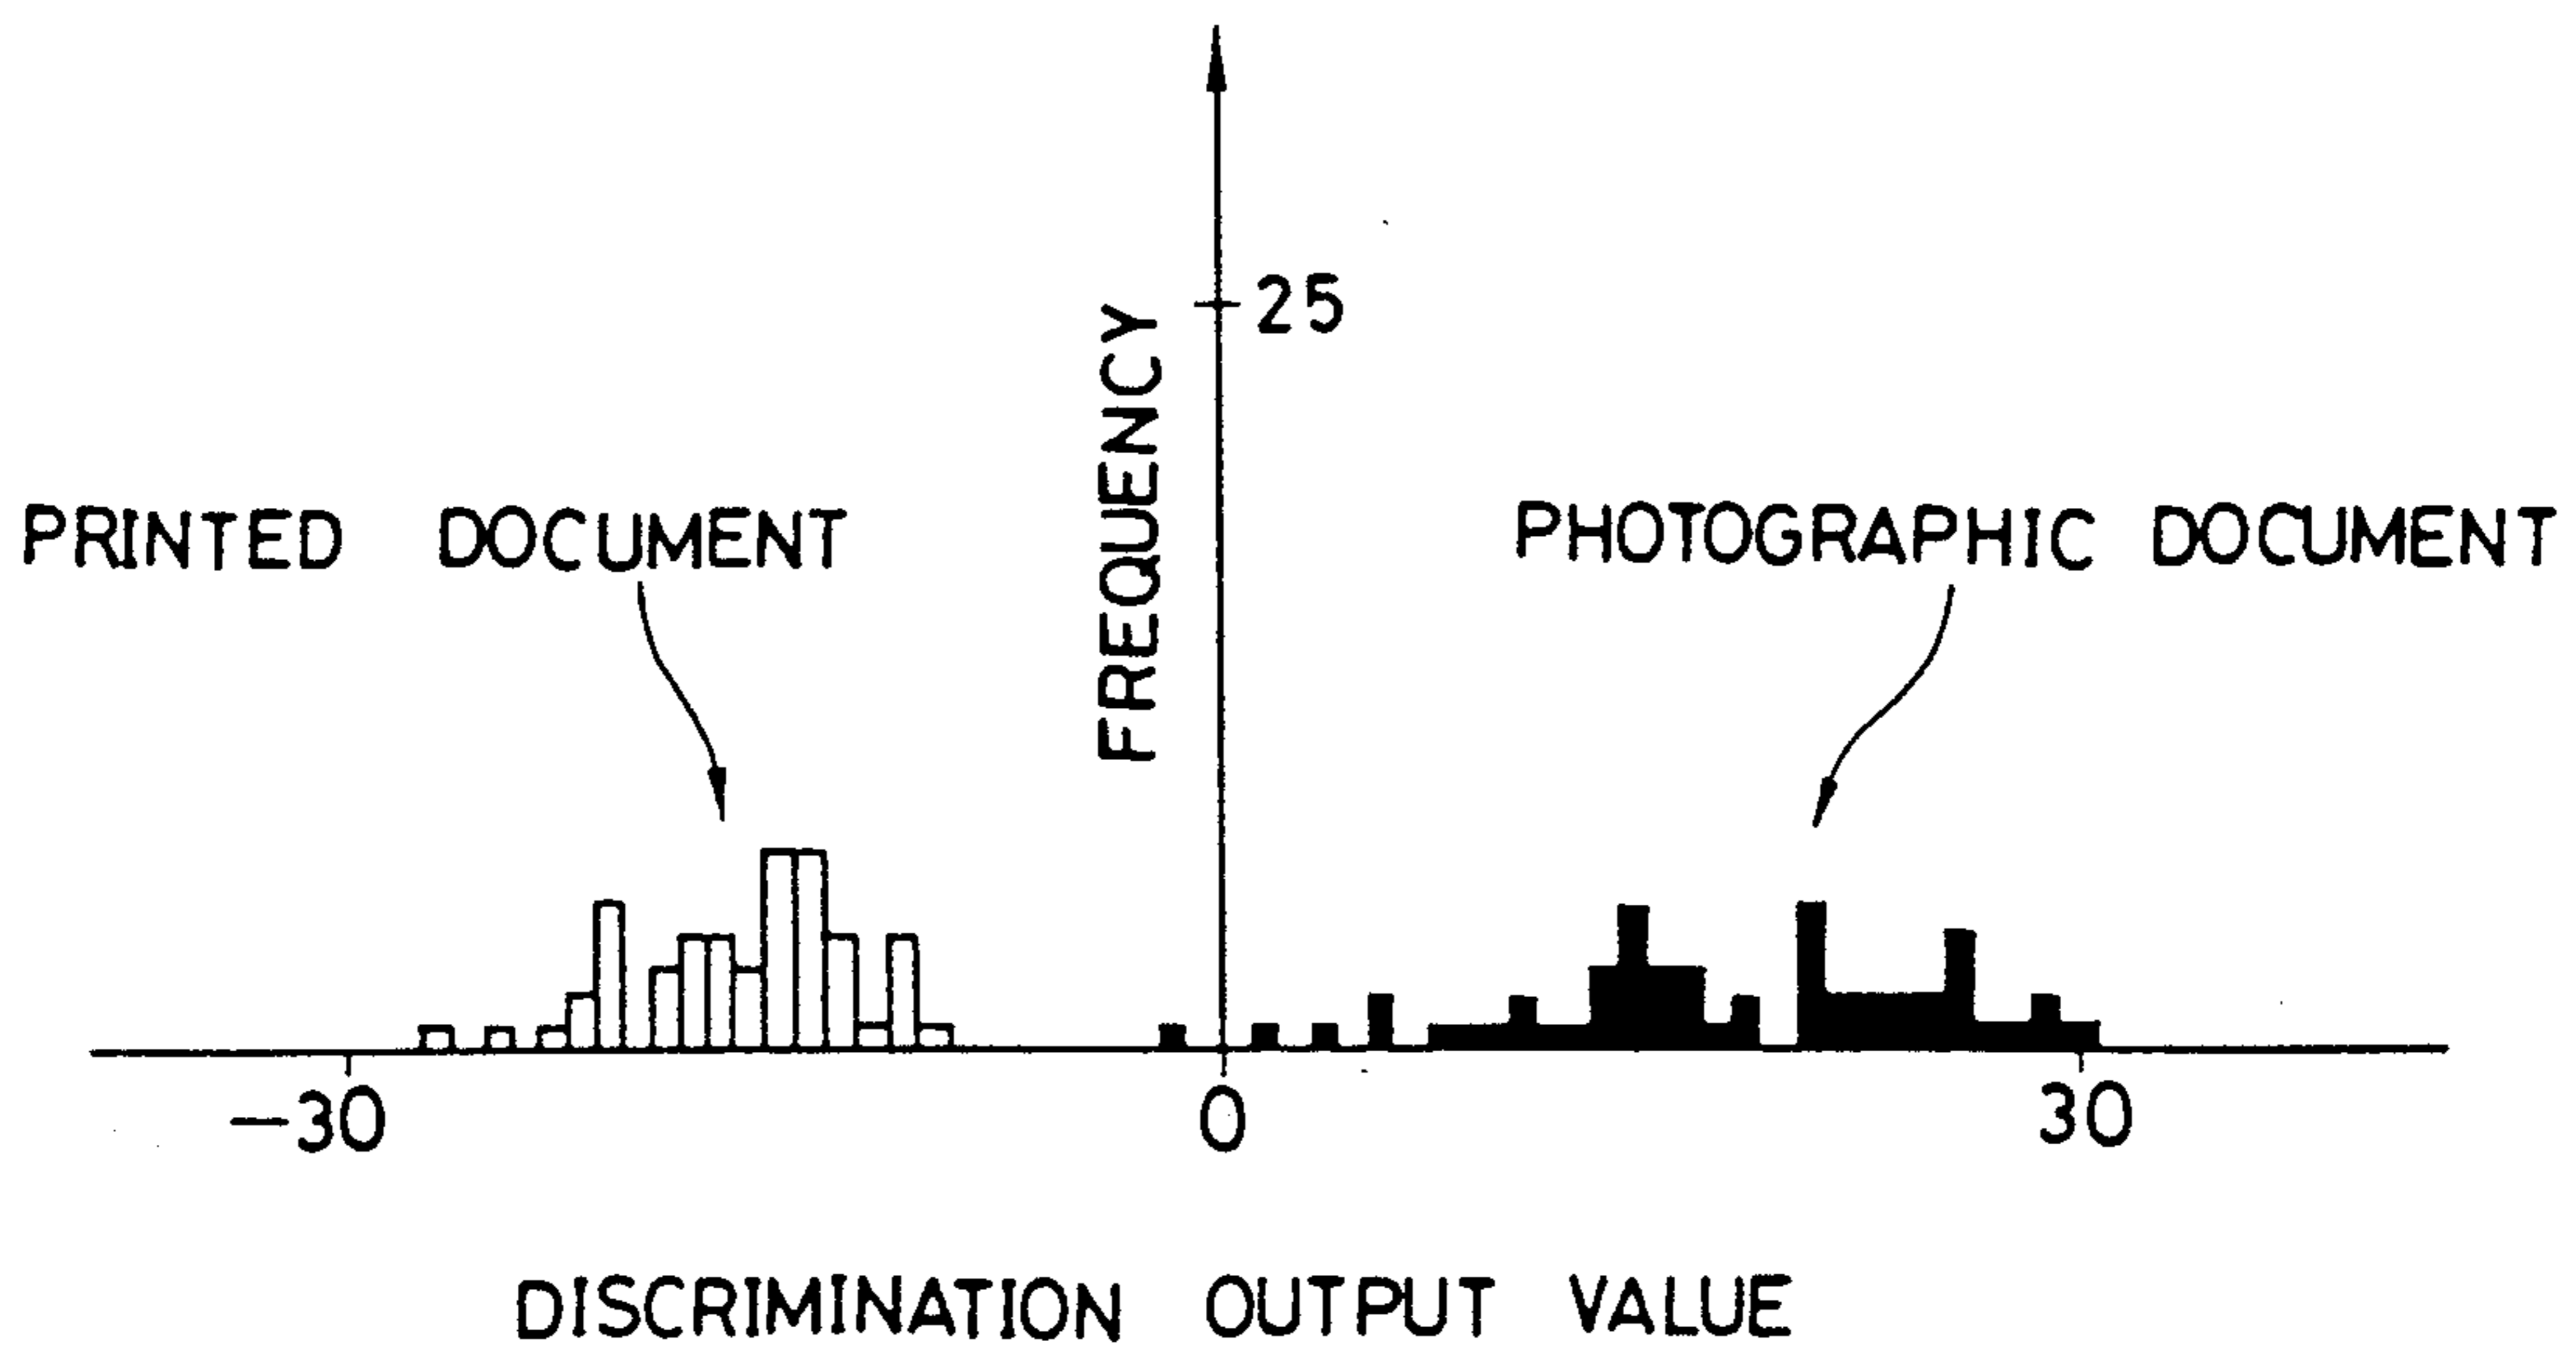 25
FREQUENCY
PRINTED DOCUMENT
PHOTOGRAPHIC DOCUMENT
-30 0 30
DISCRIMINATION OUTPUT VALUE